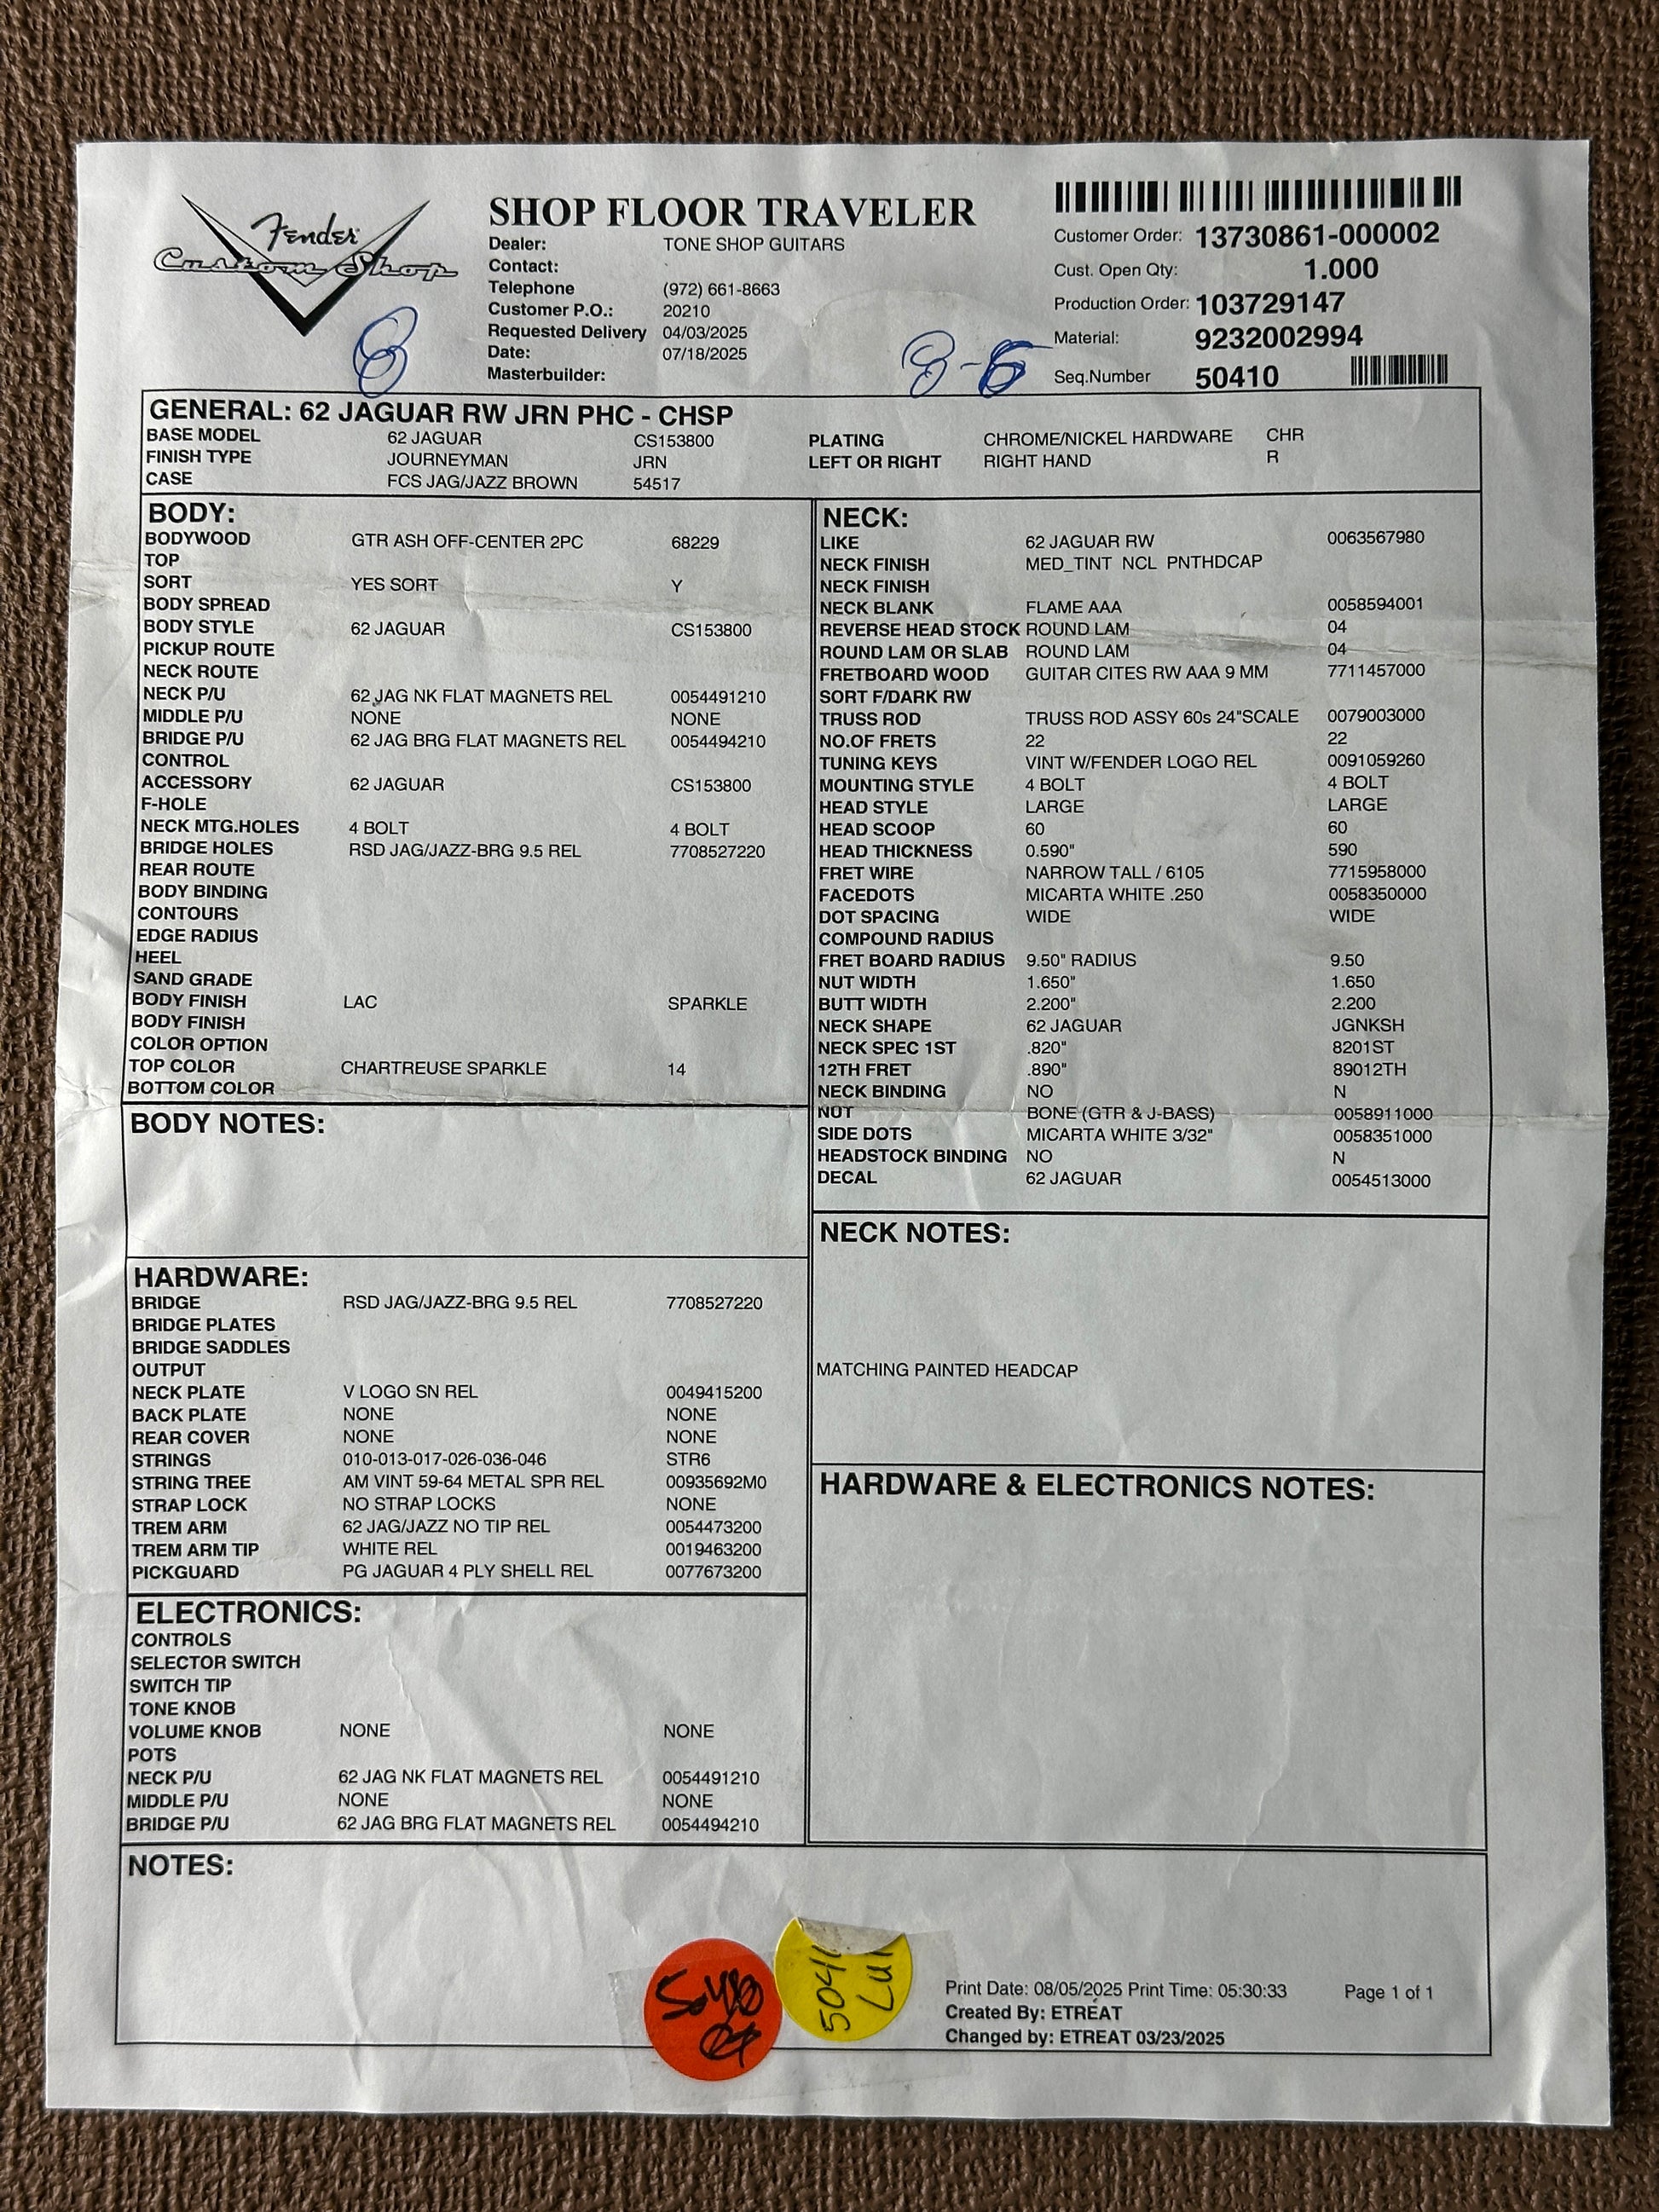 Fender
Custom Shop
SHOP FLOOR TRAVELER
Dealer: TONE SHOP GUITARS
Contact:
Telephone (972) 661-8663
Customer P.O.: 20210
Requested Delivery 04/03/2025
Date: 07/18/2025
Masterbuilder:
Customer Order: 13730861-000002
Cust. Open Qty: 1.000
Production Order: 103729147
Material: 9232002994
Seq.Number 50410
GENERAL: 62 JAGUAR RW JRN PHC - CHSP
BASE MODEL 62 JAGUAR CS153800
FINISH TYPE JOURNEYMAN JRN
CASE FCS JAG/JAZZ BROWN 54517
PLATING CHROME/NICKEL HARDWARE CHR
LEFT OR RIGHT RIGHT HAND R
BODY:
BODYWOOD GTR ASH OFF-CENTER 2PC 68229
TOP
SORT YES SORT Y
BODY SPREAD
BODY STYLE 62 JAGUAR CS153800
PICKUP ROUTE
NECK ROUTE
NECK P/U 62 JAG NK FLAT MAGNETS REL 0054491210
MIDDLE P/U NONE NONE
BRIDGE P/U 62 JAG BRG FLAT MAGNETS REL 0054494210
CONTROL
ACCESSORY 62 JAGUAR CS153800
F-HOLE
NECK MTG.HOLES 4 BOLT 4 BOLT
BRIDGE HOLES RSD JAG/JAZZ-BRG 9.5 REL 7708527220
REAR ROUTE
BODY BINDING
CONTOURS
EDGE RADIUS
HEEL
SAND GRADE
BODY FINISH LAC SPARKLE
BODY FINISH
COLOR OPTION
TOP COLOR CHARTREUSE SPARKLE 14
BOTTOM COLOR
BODY NOTES:
HARDWARE:
BRIDGE RSD JAG/JAZZ-BRG 9.5 REL 7708527220
BRIDGE PLATES
BRIDGE SADDLES
OUTPUT
NECK PLATE V LOGO SN REL 0049415200
BACK PLATE NONE NONE
REAR COVER NONE NONE
STRINGS 010-013-017-026-036-046 STR6
STRING TREE AM VINT 59-64 METAL SPR REL 00935692M0
STRAP LOCK NO STRAP LOCKS NONE
TREM ARM 62 JAG/JAZZ NO TIP REL 0054473200
TREM ARM TIP WHITE REL 0019463200
PICKGUARD PG JAGUAR 4 PLY SHELL REL 0077673200
ELECTRONICS:
CONTROLS
SELECTOR SWITCH
SWITCH TIP
TONE KNOB
VOLUME KNOB NONE NONE
POTS
NECK P/U 62 JAG NK FLAT MAGNETS REL 0054491210
MIDDLE P/U NONE NONE
BRIDGE P/U 62 JAG BRG FLAT MAGNETS REL 0054494210
NECK:
LIKE 62 JAGUAR RW 0063567980
NECK FINISH MED_TINT NCL PNTHDCAP
NECK FINISH
NECK BLANK FLAME AAA 0058594001
REVERSE HEAD STOCK ROUND LAM 04
ROUND LAM OR SLAB ROUND LAM 04
FRETBOARD WOOD GUITAR CITES RW AAA 9 MM 7711457000
SORT F/DARK RW
TRUSS ROD TRUSS ROD ASSY 60s 24"SCALE 0079003000
NO.OF FRETS 22 22
TUNING KEYS VINT W/FENDER LOGO REL 0091059260
MOUNTING STYLE 4 BOLT 4 BOLT
HEAD STYLE LARGE LARGE
HEAD SCOOP 60 60
HEAD THICKNESS 0.590" 590
FRET WIRE NARROW TALL / 6105 7715958000
FACEDOTS MICARTA WHITE .250 0058350000
DOT SPACING WIDE WIDE
COMPOUND RADIUS
FRET BOARD RADIUS 9.50" RADIUS 9.50
NUT WIDTH 1.650" 1.650
BUTT WIDTH 2.200" 2.200
NECK SHAPE 62 JAGUAR JGNKSH
NECK SPEC 1ST .820" 8201ST
12TH FRET .890" 89012TH
NECK BINDING NO N
NUT BONE (GTR & J-BASS) 0058911000
SIDE DOTS MICARTA WHITE 3/32" 0058351000
HEADSTOCK BINDING NO N
DECAL 62 JAGUAR 0054513000
NECK NOTES:
MATCHING PAINTED HEADCAP
HARDWARE & ELECTRONICS NOTES:
NOTES:
Print Date: 08/05/2025 Print Time: 05:30:33 Page 1 of 1
Created By: ETREAT
Changed by: ETREAT 03/23/2025